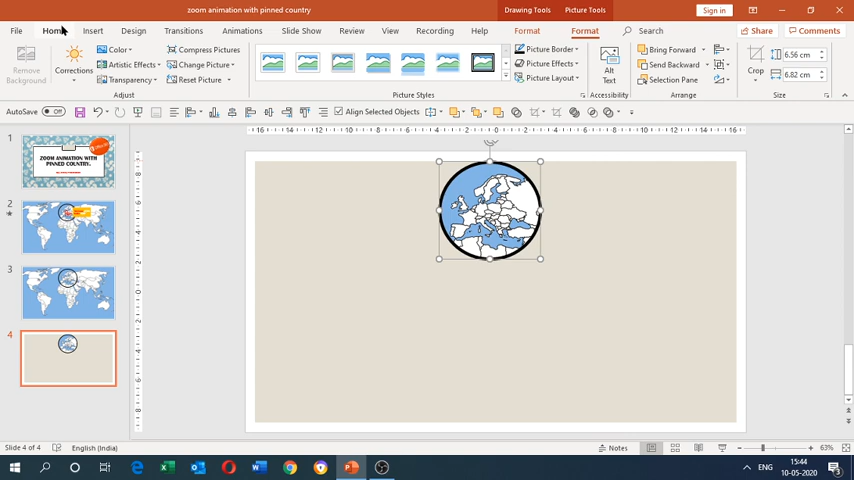 zoom animation with pinned country
Drawing Tools
Picture Tools
Sign in
File
Home
Insert
Design
Transitions
Animations
Slide Show
Review
View
Recording
Help
Format
Format
Search
Share
Comments
Remove
Background
Corrections
Color
Artistic Effects
Transparency
Compress Pictures
Change Picture
Reset Picture
Adjust
Picture Border
Picture Effects
Picture Layout
Picture Styles
Alt
Text
Accessibility
Bring Forward
Send Backward
Selection Pane
Arrange
Crop
6.56 cm
6.82 cm
Size
AutoSave
Off
Align Selected Objects
1
ZOOM ANIMATION WITH
PINNED COUNTRY.
2
3
4
Slide 4 of 4
English (India)
Notes
63%
ENG
15:44
10-05-2020